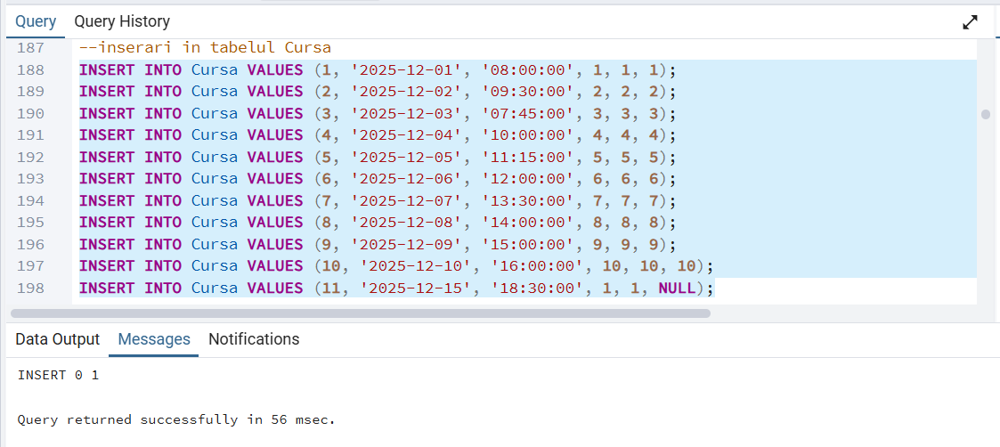 Query Query History
187 --inserari in tabelul Cursa
188 INSERT INTO Cursa VALUES (1, '2025-12-01', '08:00:00', 1, 1, 1);
189 INSERT INTO Cursa VALUES (2, '2025-12-02', '09:30:00', 2, 2, 2);
190 INSERT INTO Cursa VALUES (3, '2025-12-03', '07:45:00', 3, 3, 3);
191 INSERT INTO Cursa VALUES (4, '2025-12-04', '10:00:00', 4, 4, 4);
192 INSERT INTO Cursa VALUES (5, '2025-12-05', '11:15:00', 5, 5, 5);
193 INSERT INTO Cursa VALUES (6, '2025-12-06', '12:00:00', 6, 6, 6);
194 INSERT INTO Cursa VALUES (7, '2025-12-07', '13:30:00', 7, 7, 7);
195 INSERT INTO Cursa VALUES (8, '2025-12-08', '14:00:00', 8, 8, 8);
196 INSERT INTO Cursa VALUES (9, '2025-12-09', '15:00:00', 9, 9, 9);
197 INSERT INTO Cursa VALUES (10, '2025-12-10', '16:00:00', 10, 10, 10);
198 INSERT INTO Cursa VALUES (11, '2025-12-15', '18:30:00', 1, 1, NULL);
Data Output Messages Notifications
INSERT 0 1
Query returned successfully in 56 msec.